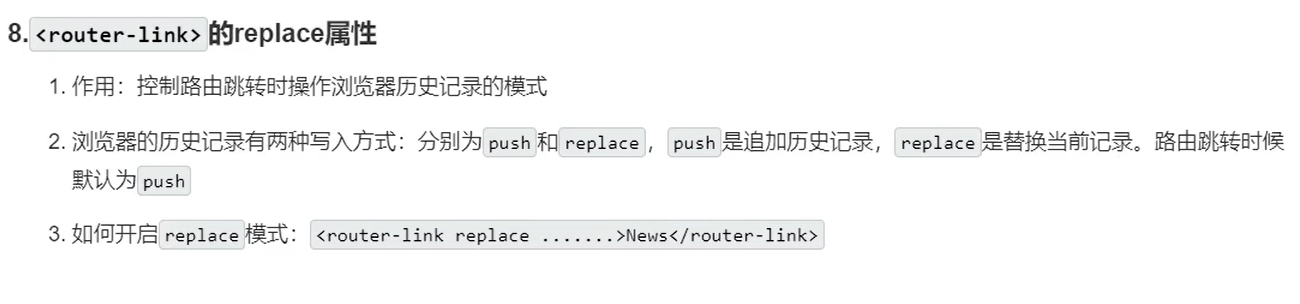 8.<router-link>的replace属性
1. 作用：控制路由跳转时操作浏览器历史记录的模式
2. 浏览器的历史记录有两种写入方式：分别为push和replace，push是追加历史记录，replace是替换当前记录。路由跳转时候
默认为push
3. 如何开启replace模式：<router-link replace .......>News</router-link>